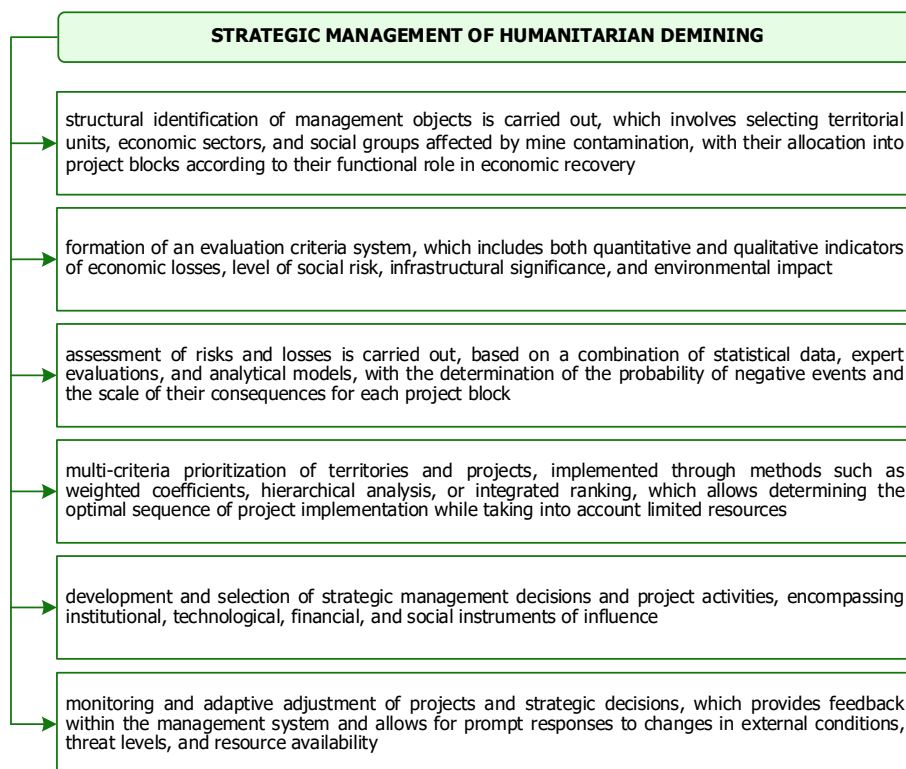 STRATEGIC MANAGEMENT OF HUMANITARIAN DEMINING
structural identification of management objects is carried out, which involves selecting territorial
units, economic sectors, and social groups affected by mine contamination, with their allocation into
project blocks according to their functional role in economic recovery
formation of an evaluation criteria system, which includes both quantitative and qualitative indicators
of economic losses, level of social risk, infrastructural significance, and environmental impact
assessment of risks and losses is carried out, based on a combination of statistical data, expert
evaluations, and analytical models, with the determination of the probability of negative events and
the scale of their consequences for each project block
multi-criteria prioritization of territories and projects, implemented through methods such as
weighted coefficients, hierarchical analysis, or integrated ranking, which allows determining the
optimal sequence of project implementation while taking into account limited resources
development and selection of strategic management decisions and project activities, encompassing
institutional, technological, financial, and social instruments of influence
monitoring and adaptive adjustment of projects and strategic decisions, which provides feedback
within the management system and allows for prompt responses to changes in external conditions,
threat levels, and resource availability